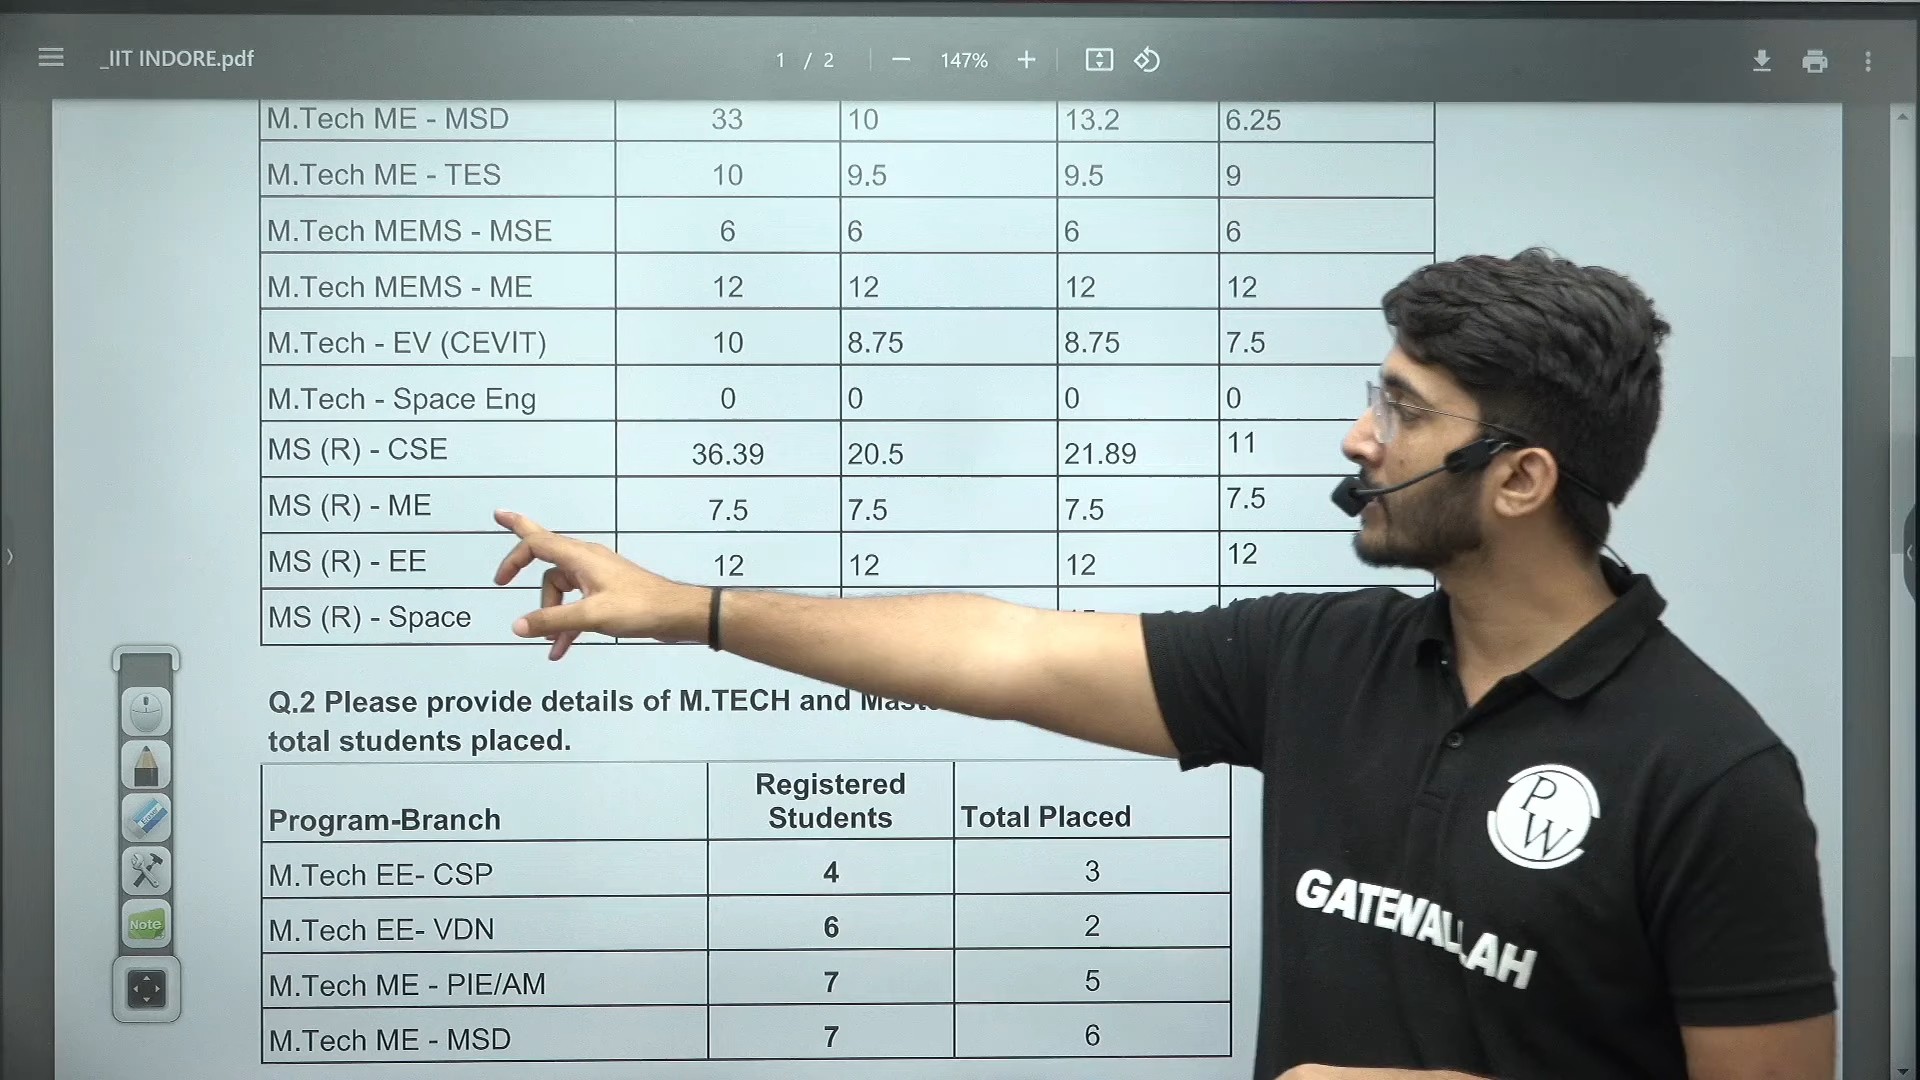 _IIT INDORE.pdf
1 / 2
147%
M.Tech ME - MSD 33 10 13.2 6.25
M.Tech ME - TES 10 9.5 9.5 9
M.Tech MEMS - MSE 6 6 6 6
M.Tech MEMS - ME 12 12 12 12
M.Tech - EV (CEVIT) 10 8.75 8.75 7.5
M.Tech - Space Eng 0 0 0 0
MS (R) - CSE 36.39 20.5 21.89 11
MS (R) - ME 7.5 7.5 7.5 7.5
MS (R) - EE 12 12 12 12
MS (R) - Space
Q.2 Please provide details of M.TECH and
total students placed.
Program-Branch Registered Students Total Placed
M.Tech EE- CSP 4 3
M.Tech EE- VDN 6 2
M.Tech ME - PIE/AM 7 5
M.Tech ME - MSD 7 6
Eraser
Note
PW
GATEWALLAH